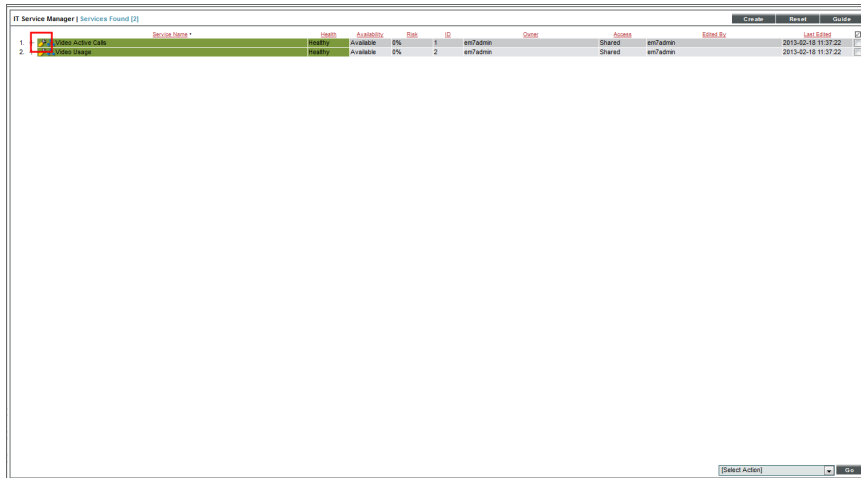 IT Service Manager | Services Found [2] Create Reset Guide
Service Name • Health Availability Risk ID Owner Access Edited By Last Edited
1. Video Active Calls Healthy Available 0% 1 em7admin Shared em7admin 2013-02-18 11:37:22
2. Video Usage Healthy Available 0% 2 em7admin Shared em7admin 2013-02-18 11:37:22
[Select Action] Go